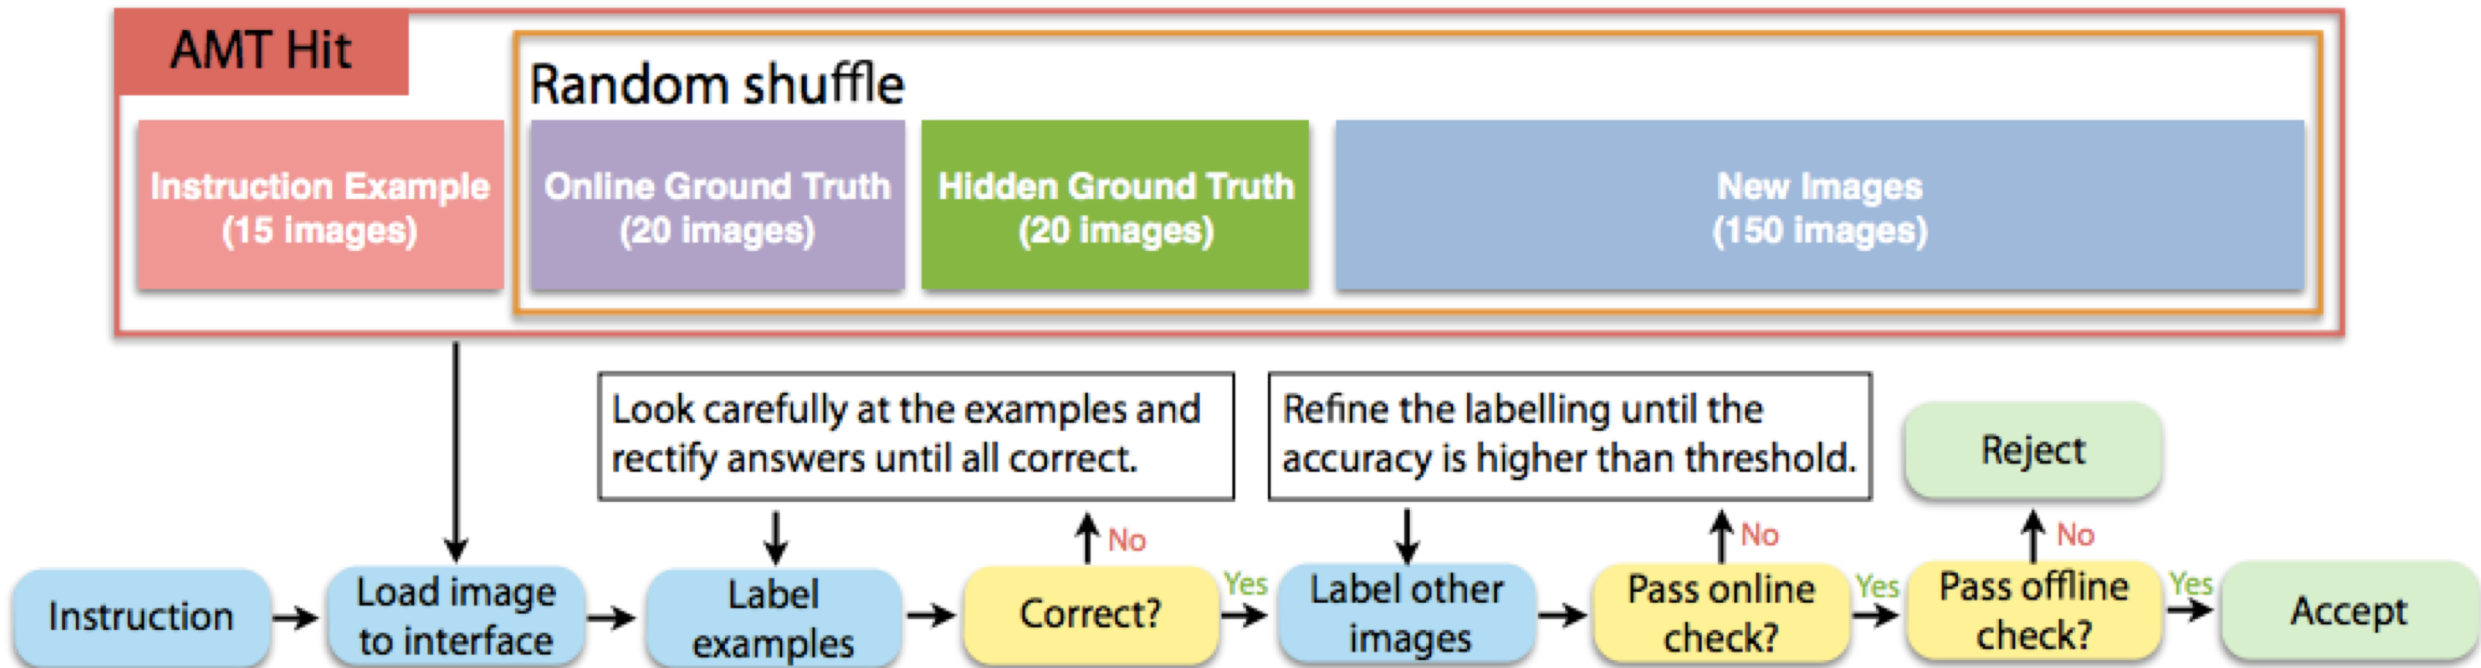 AMT Hit
Random shuffle
Instruction Example
(15 images)
Online Ground Truth
(20 images)
Hidden Ground Truth
(20 images)
New Images
(150 images)
Look carefully at the examples and
rectify answers until all correct.
Refine the labelling until the
accuracy is higher than threshold.
Reject
No
No
No
Instruction
Load image
to interface
Label
examples
Correct?
Yes
Label other
images
Pass online
check?
Yes
Pass offline
check?
Yes
Accept